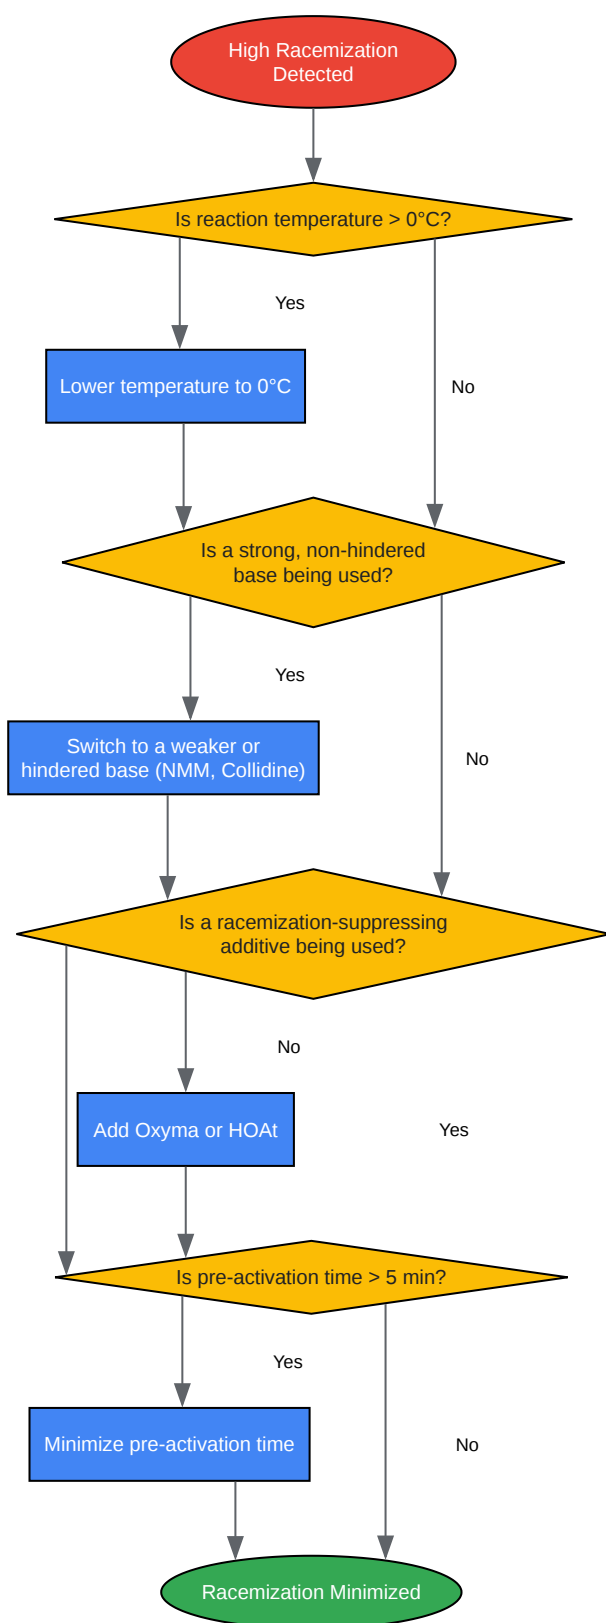 High Racemization
Detected
Is reaction temperature > 0°C?
Yes
Lower temperature to 0°C
No
Is a strong, non-hindered
base being used?
Yes
Switch to a weaker or
hindered base (NMM, Collidine)
No
Is a racemization-suppressing
additive being used?
No
Add Oxyma or HOAt
Yes
Is pre-activation time > 5 min?
Yes
Minimize pre-activation time
No
Racemization Minimized